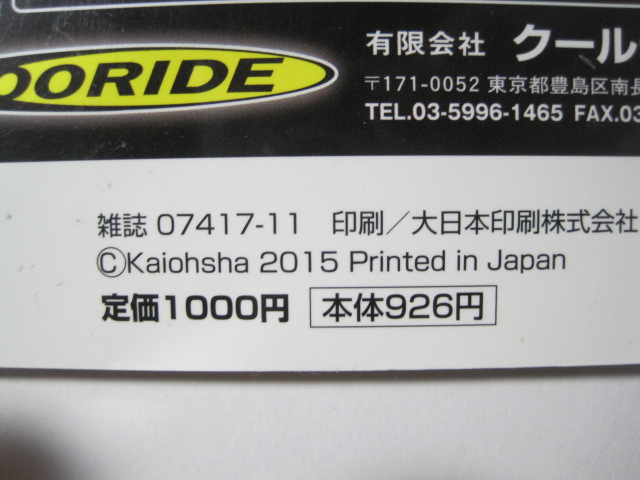 有限会社 クール
OORIDE
〒171-0052 東京都豊島区南長
TEL.03-5996-1465 FAX.03
雑誌 07417-11 印刷/大日本印刷株式会社
©Kaiohsha 2015 Printed in Japan
定価1000円 本体926円